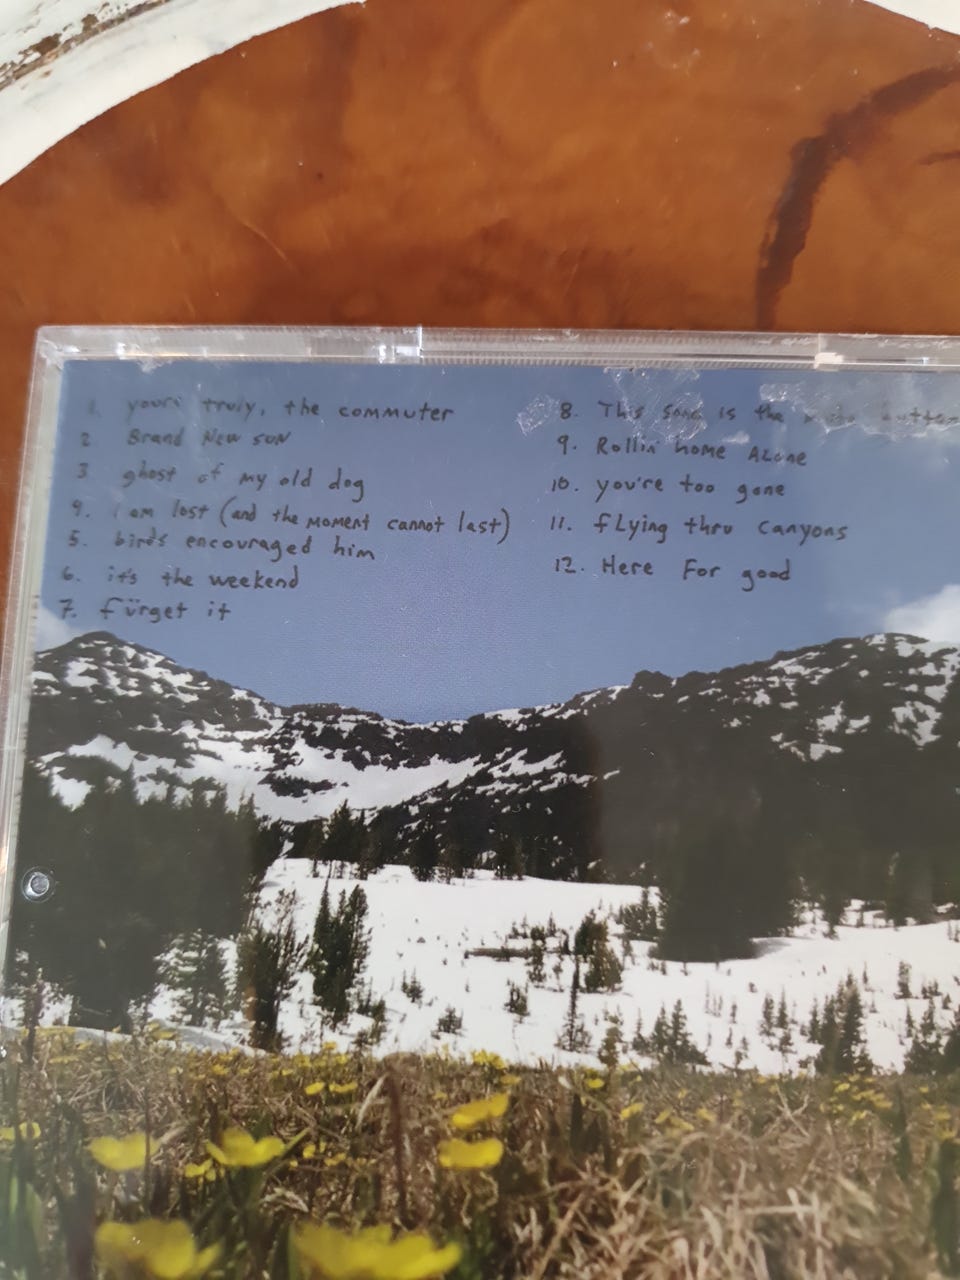 1. yours truly, the commuter
2 Brand New sun
3 ghost of my old dog
4. i am lost (and the moment cannot last)
5. birds encouraged him
6. it's the weekend
7. fürget it
8. This Song is the butter
9. Rollin' home ALone
10. you're too gone
11. fLying thru canyons
12. Here For good